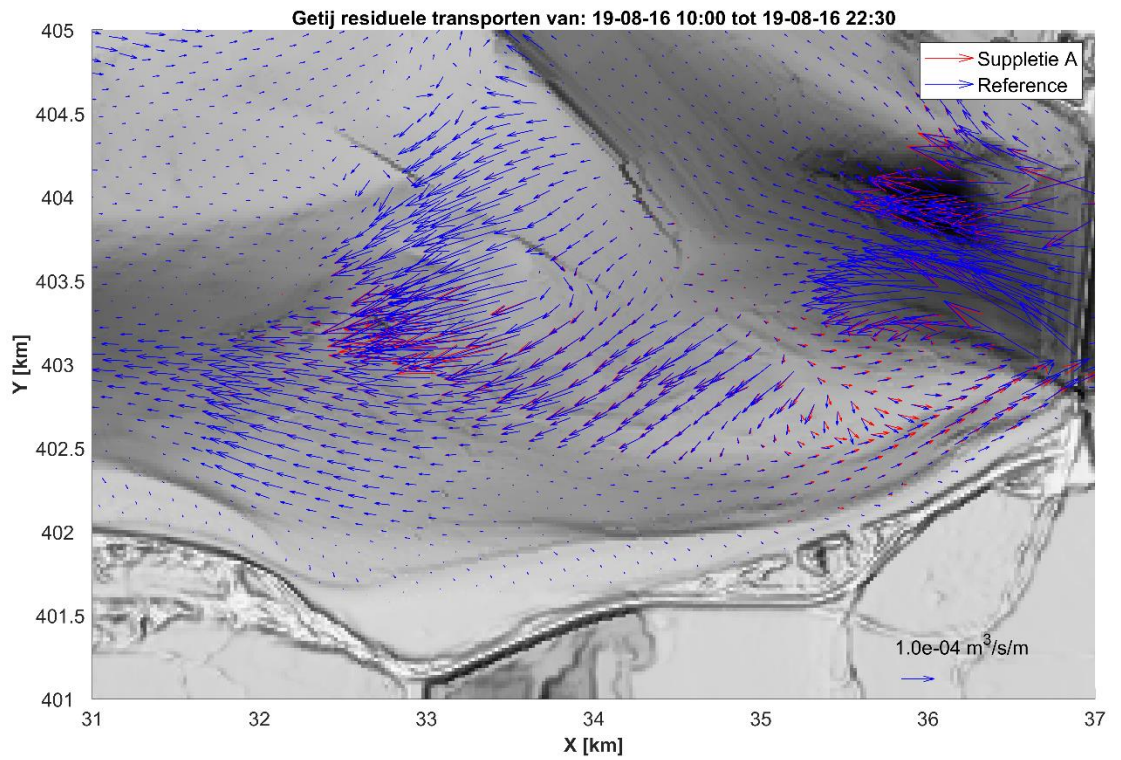 Getij residuele transporten van: 19-08-16 10:00 tot 19-08-16 22:30
Suppletie A
Reference
405
404.5
404
403.5
403
402.5
402
401.5
401
Y [km]
1.0e-04 m³/s/m
31 32 33 34 35 36 37
X [km]